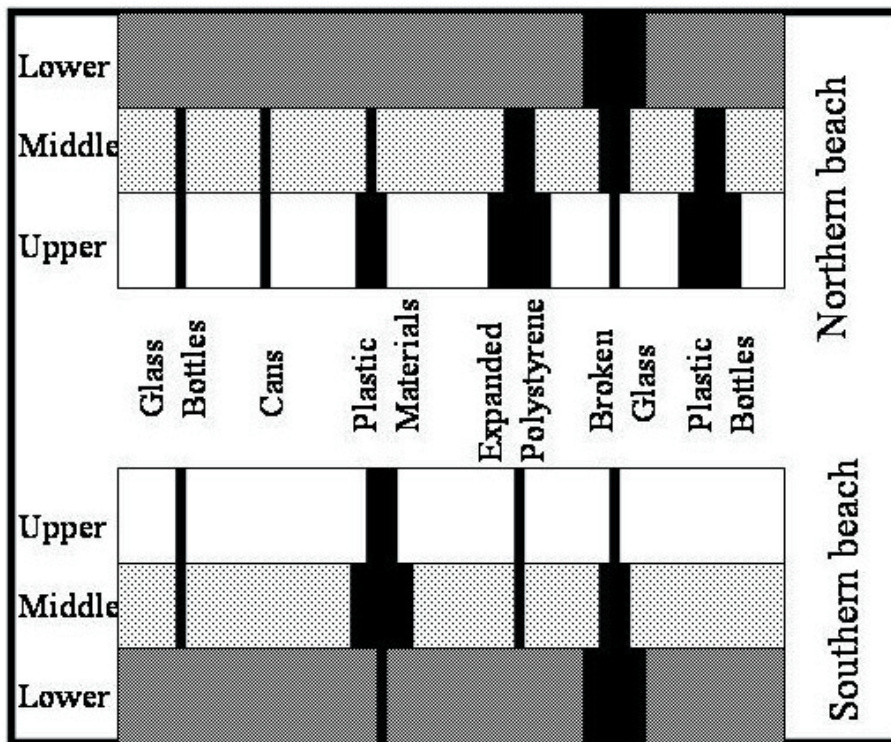 Lower
Middle
Upper
Northern beach
Glass
Bottles
Cans
Plastic
Materials
Expanded
Polystyrene
Broken
Glass
Plastic
Bottles
Upper
Middle
Lower
Southern beach